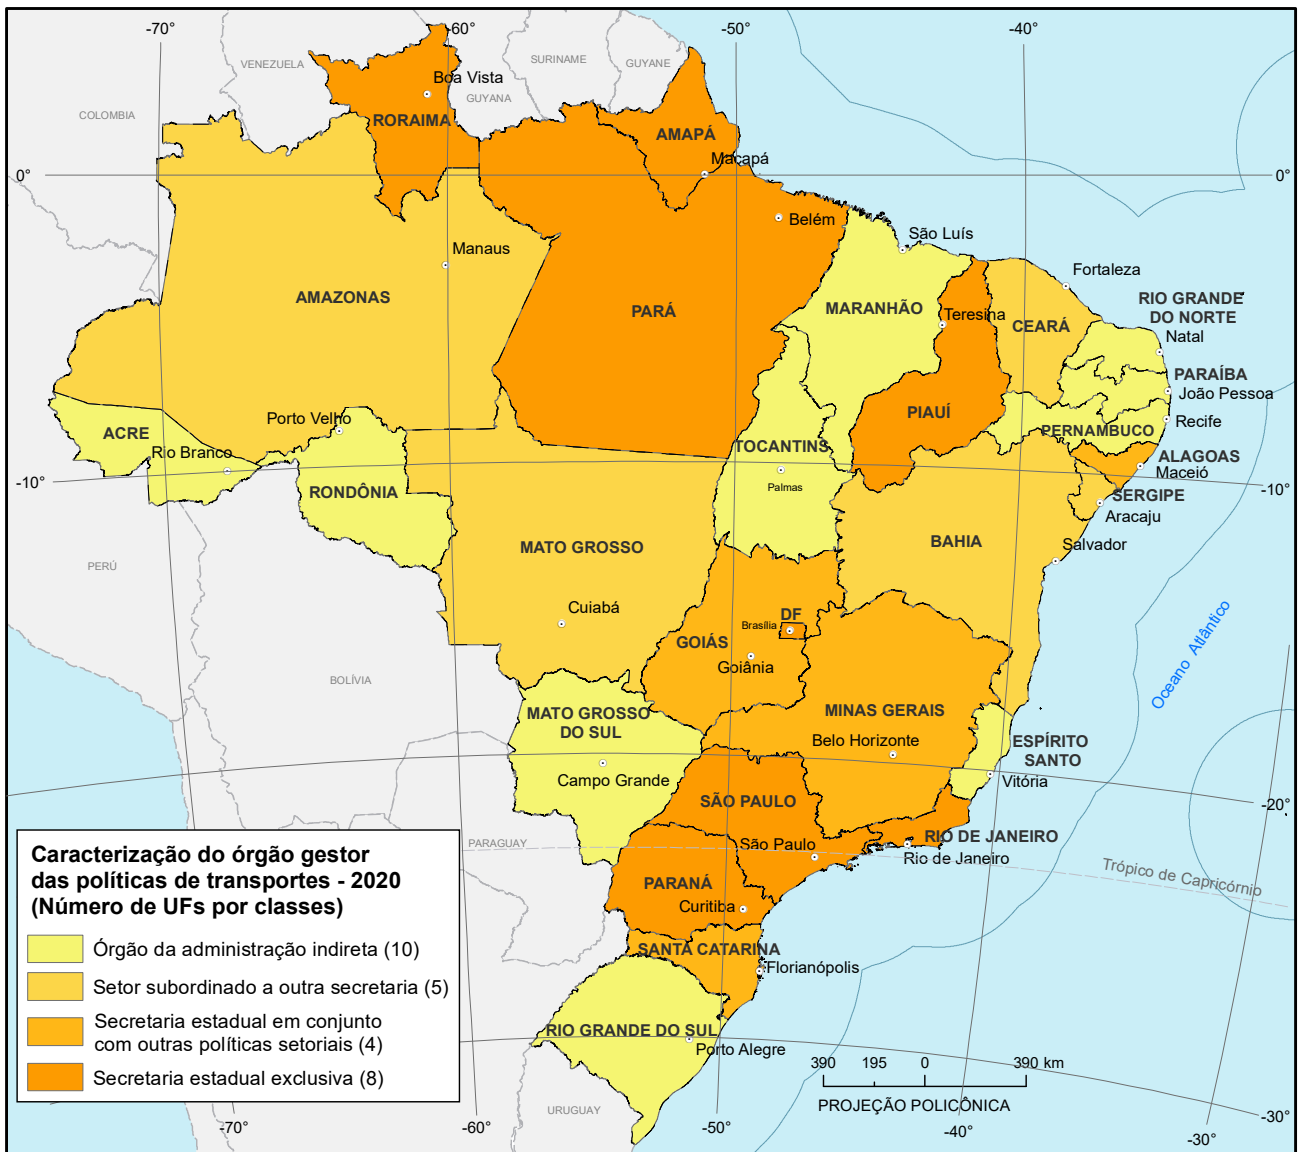 -70°
-60°
-50°
-40°
VENEZUELA
SURINAME
GUYANE
Boa Vista
GUYANA
COLOMBIA
RORAIMA
AMAPÁ
Macapá
0°
0°
Belém
São Luís
Manaus
Fortaleza
AMAZONAS
PARÁ
MARANHÃO
RIO GRANDE
DO NORTE
Teresina
CEARÁ
Natal
PARAÍBA
João Pessoa
PIAUÍ
Porto Velho
Recife
ACRE
PERNAMBUCO
Rio Branco
TOCANTINS
ALAGOAS
Maceió
-10°
-10°
Palmas
RONDÔNIA
SERGIPE
Aracaju
MATO GROSSO
BAHIA
Salvador
PERÚ
Cuiabá
DF
Brasília
GOIÁS
Goiânia
Oceano Atlântico
BOLÍVIA
MATO GROSSO
DO SUL
MINAS GERAIS
Belo Horizonte
ESPÍRITO
SANTO
Campo Grande
Vitória
SÃO PAULO
-20°
RIO DE JANEIRO
PARAGUAY
São Paulo
Rio de Janeiro
Trópico de Capricórnio
PARANÁ
Curitiba
SANTA CATARINA
Florianópolis
RIO GRANDE DO SUL
Porto Alegre
Caracterização do órgão gestor
das políticas de transportes - 2020
(Número de UFs por classes)
Órgão da administração indireta (10)
Setor subordinado a outra secretaria (5)
Secretaria estadual em conjunto
com outras políticas setoriais (4)
Secretaria estadual exclusiva (8)
390 195 0 390 km
PROJEÇÃO POLICÔNICA
URUGUAY
-70°
-60°
-50°
-40°
-30°
-30°